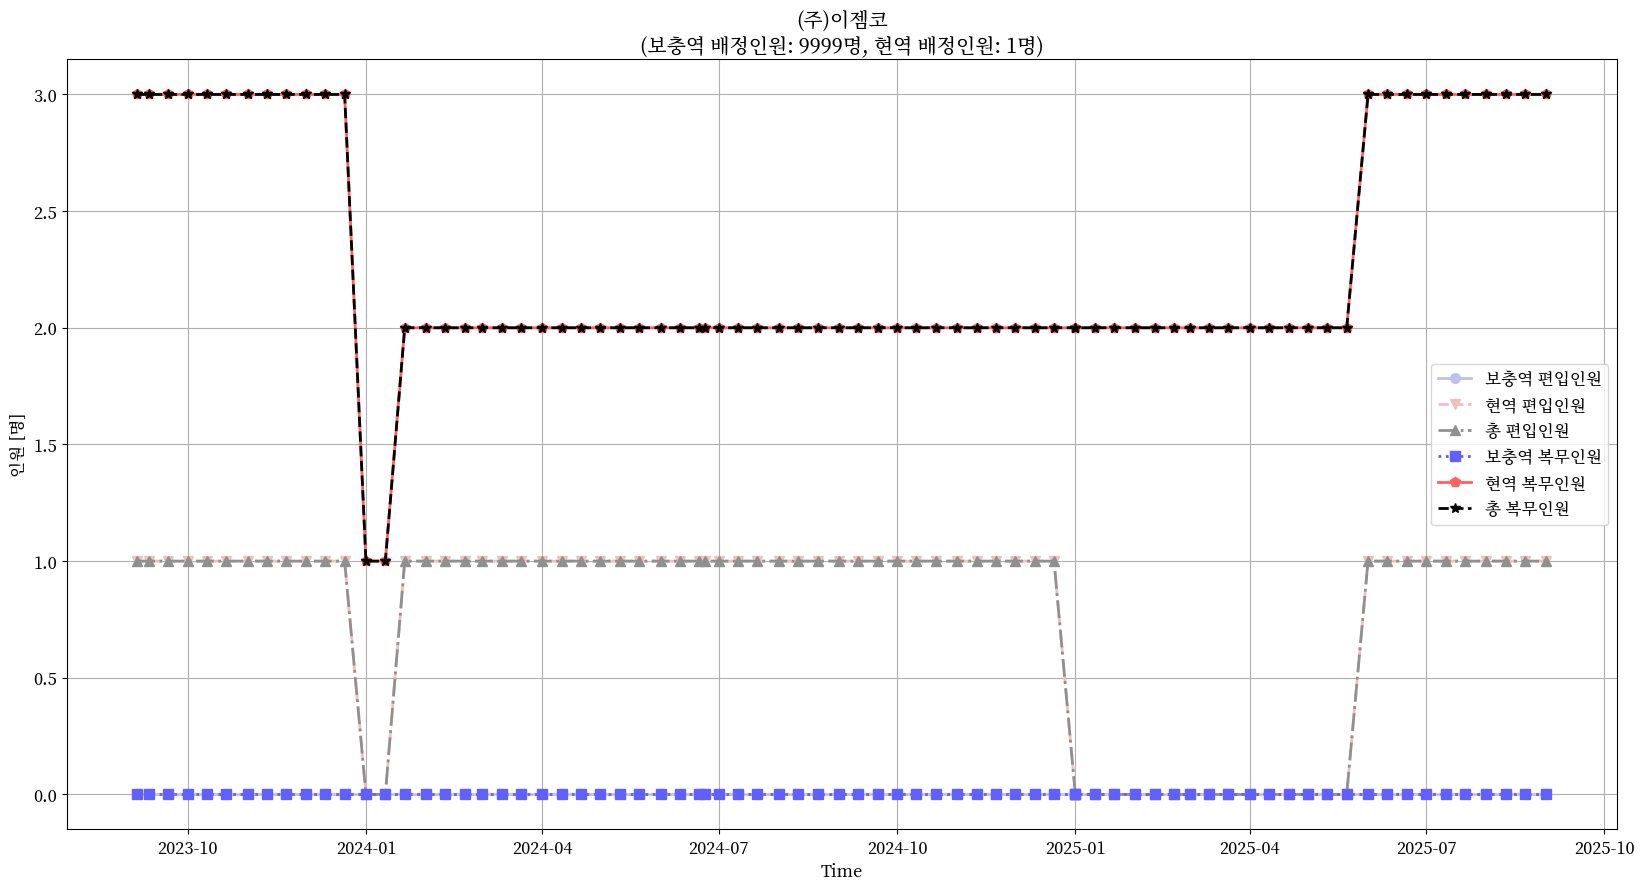 (주)이젬코
(보충역 배정인원: 9999명, 현역 배정인원: 1명)
인원 [명]
3.0
2.5
2.0
1.5
1.0
0.5
0.0
보충역 편입인원
현역 편입인원
총 편입인원
보충역 복무인원
현역 복무인원
총 복무인원
2023-10 2024-01 2024-04 2024-07 2024-10 2025-01 2025-04 2025-07 2025-10
Time